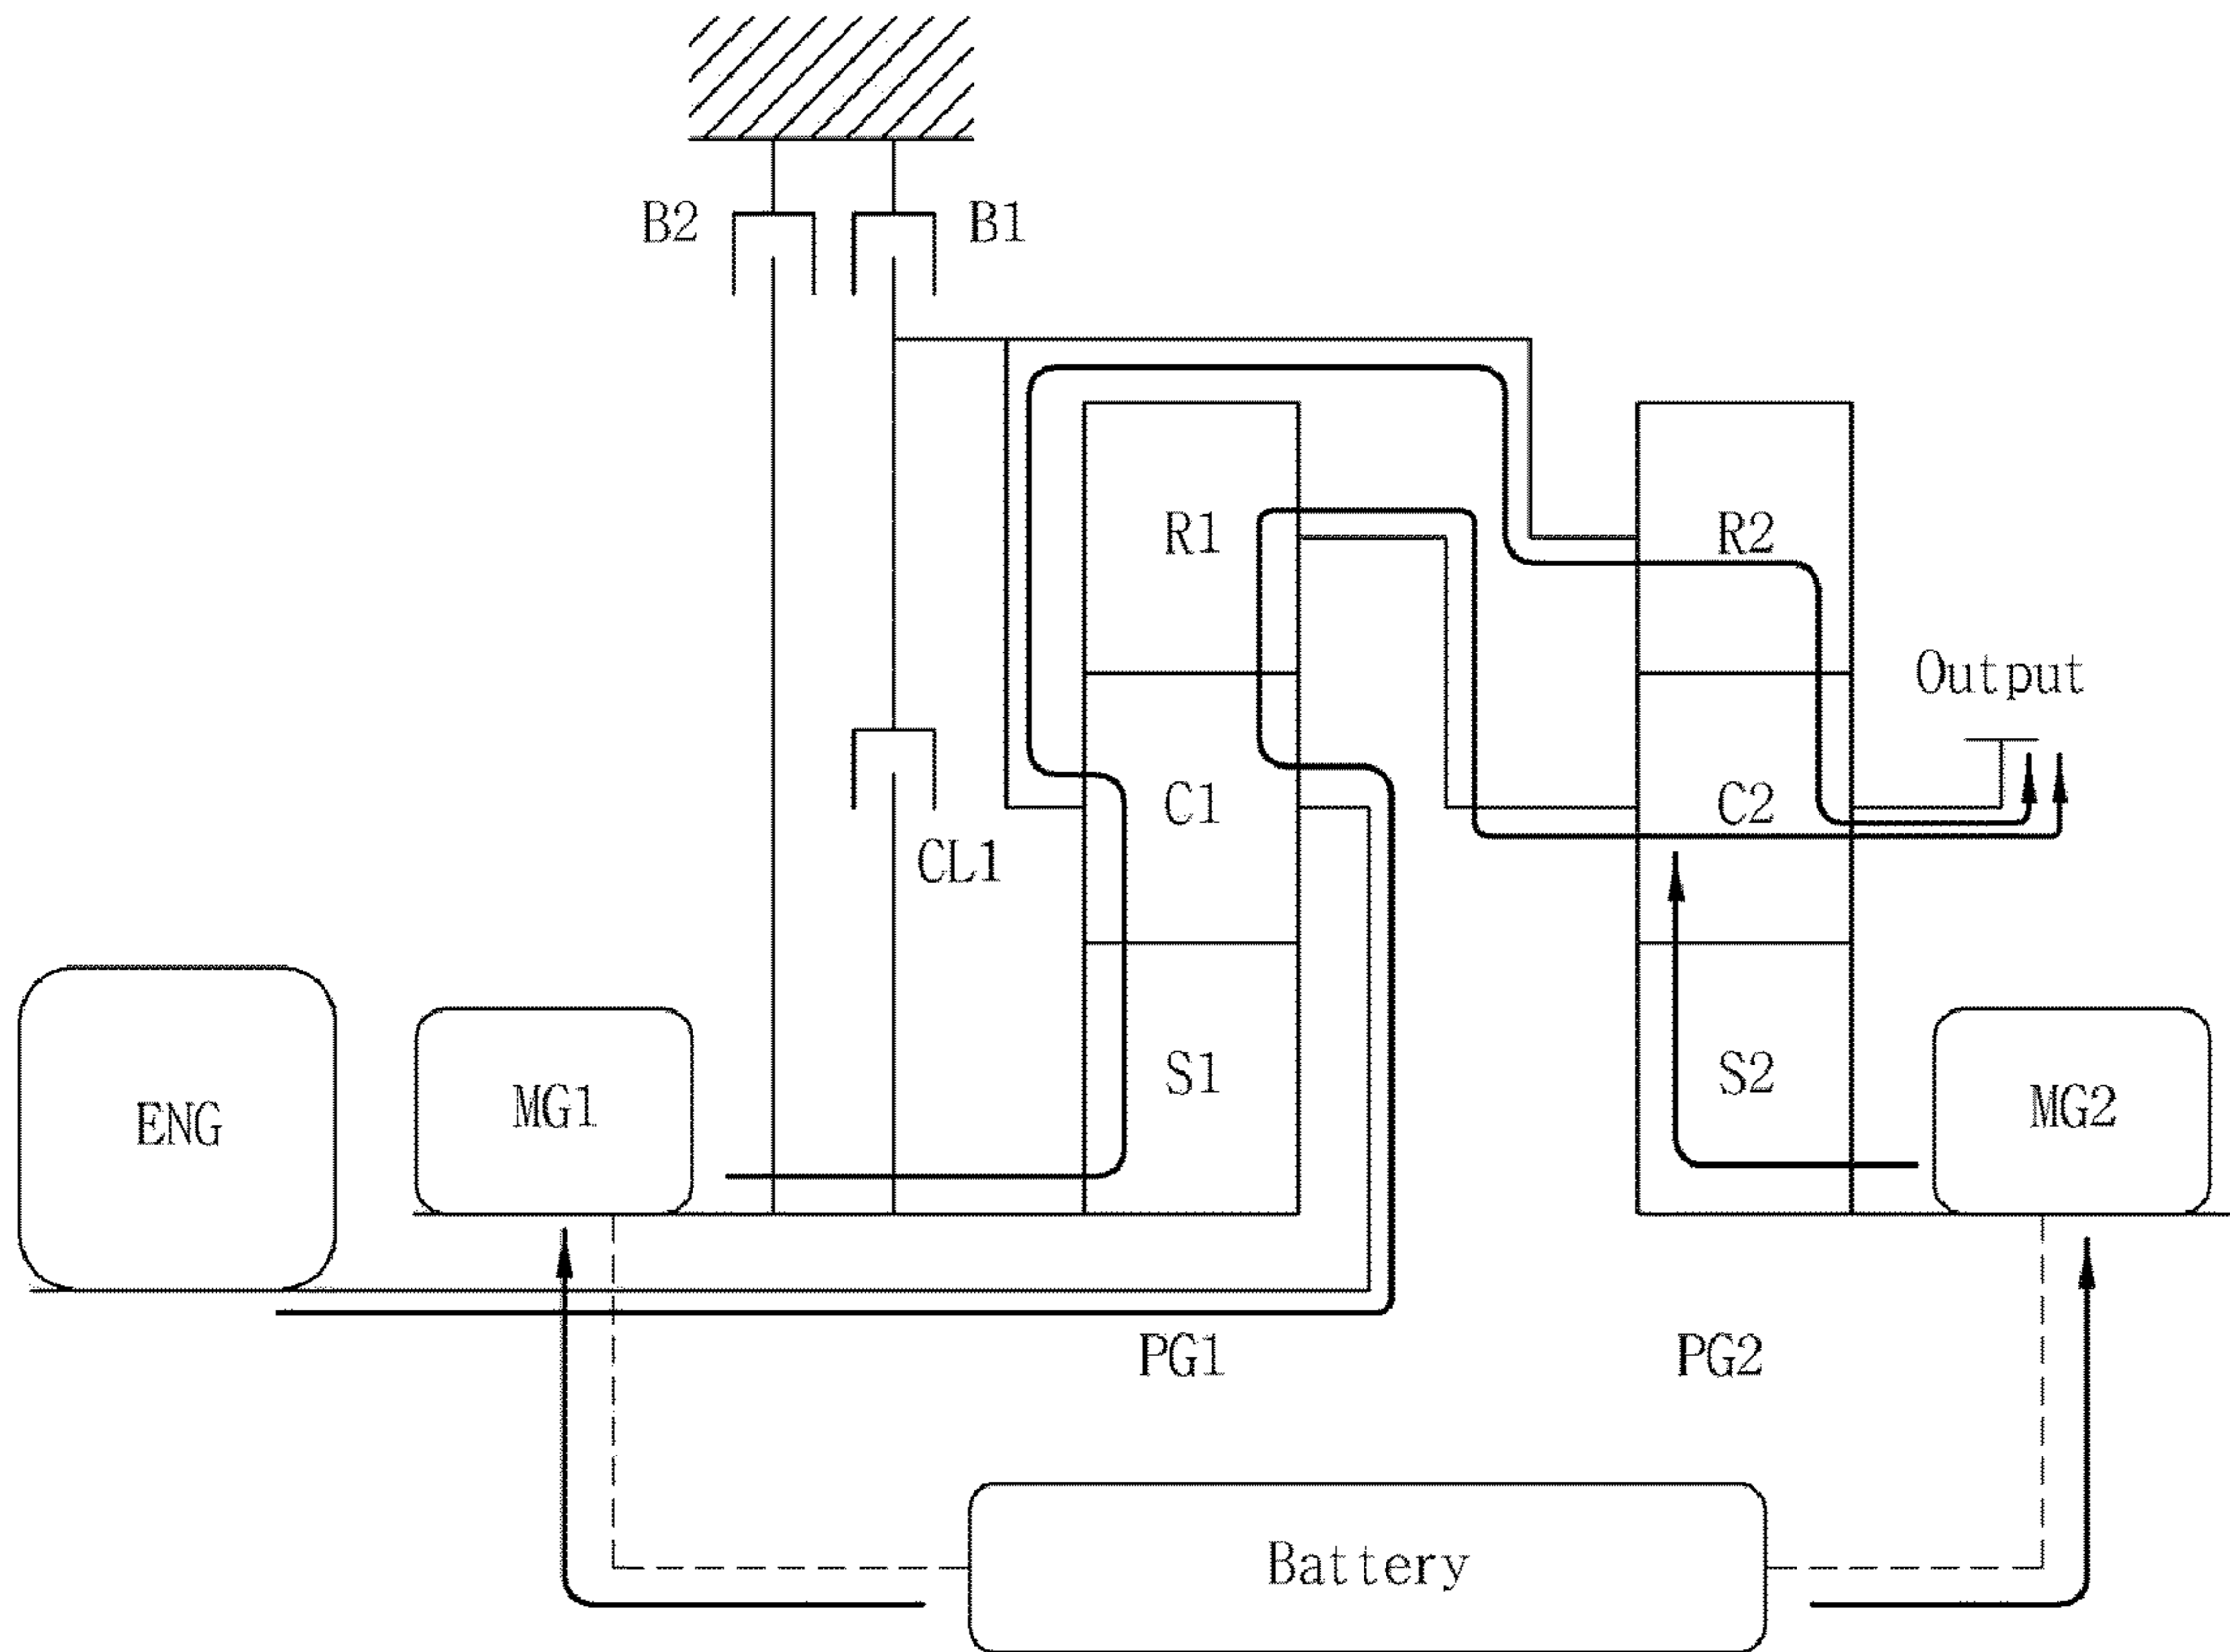 B2
B1
R1
R2
Output
C1
C2
CL1
S1
S2
MG1
MG2
ENG
PG1
PG2
Battery